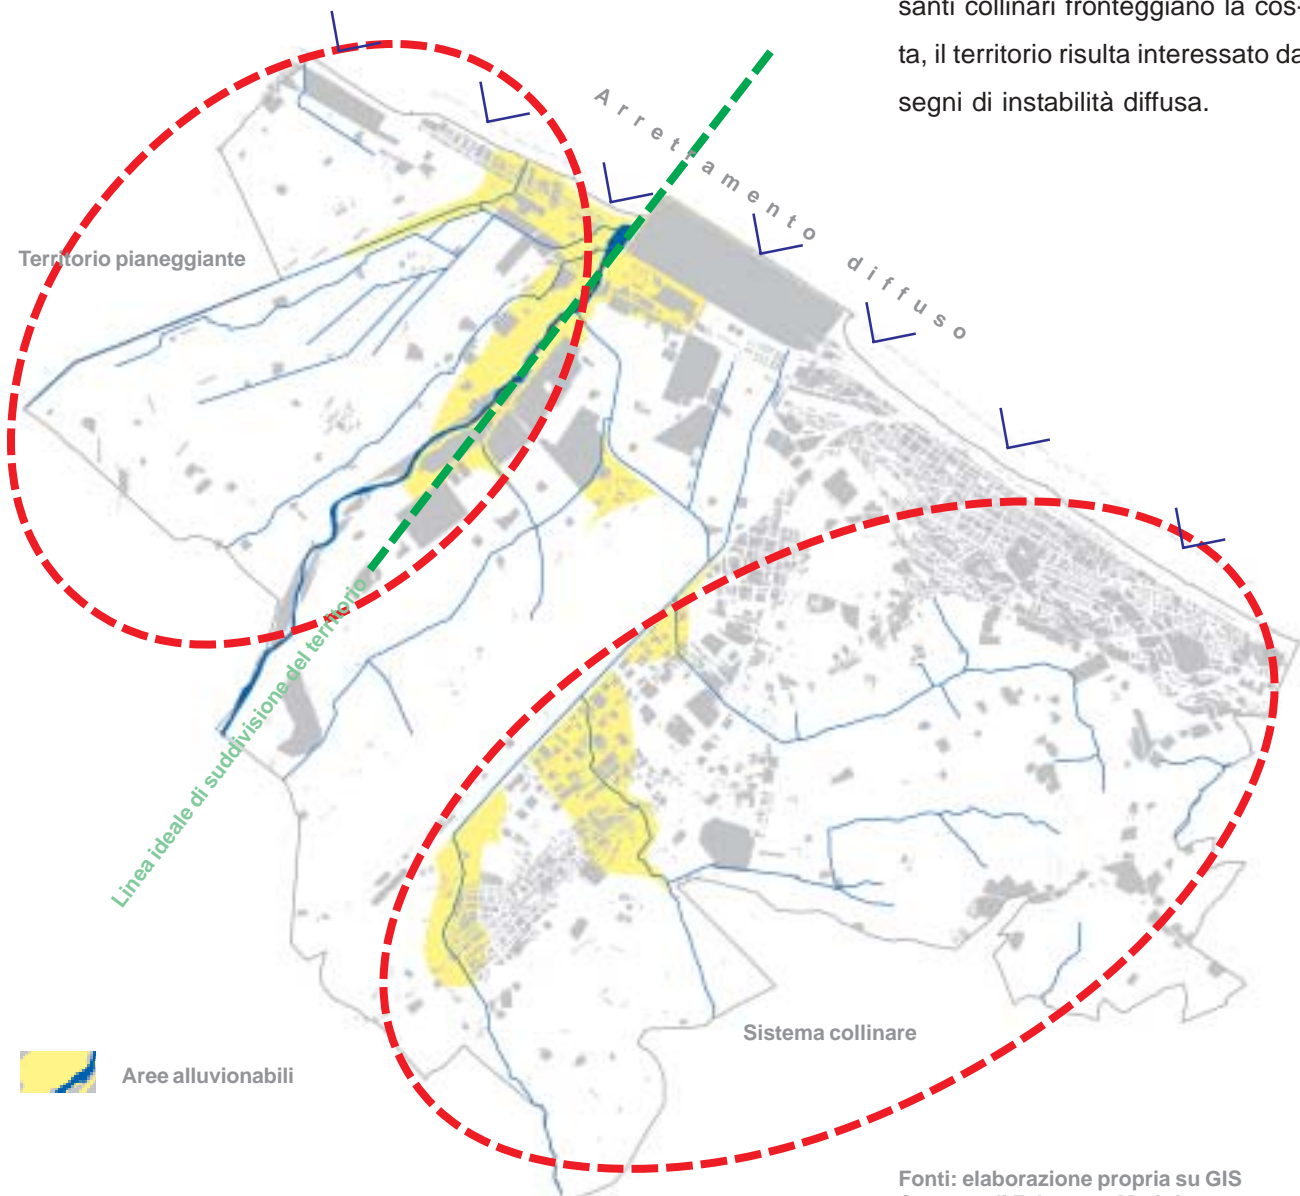 santi collinari fronteggiano la cos-
ta, il territorio risulta interessato da
segni di instabilità diffusa.
Arretramento diffuso
Territorio pianeggiante
Linea ideale di suddivisione del territorio
Sistema collinare
Aree alluvionabili
Fonti: elaborazione propria su GIS